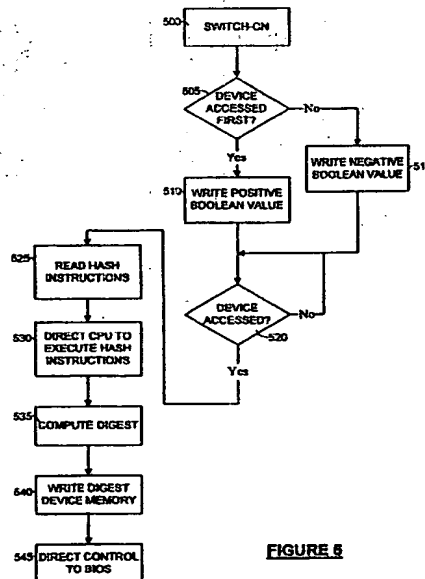 500
SWITCH-CN
505
DEVICE
ACCESSED
FIRST?
No
Yes
510
WRITE POSITIVE
BOOLEAN VALUE
WRITE NEGATIVE
BOOLEAN VALUE
51
525
READ HASH
INSTRUCTIONS
DEVICE
ACCESSED?
No
520
Yes
530
DIRECT CPU TO
EXECUTE HASH
INSTRUCTIONS
535
COMPUTE DIGEST
540
WRITE DIGEST
DEVICE MEMORY
545
DIRECT CONTROL
TO BIOS
FIGURE 5